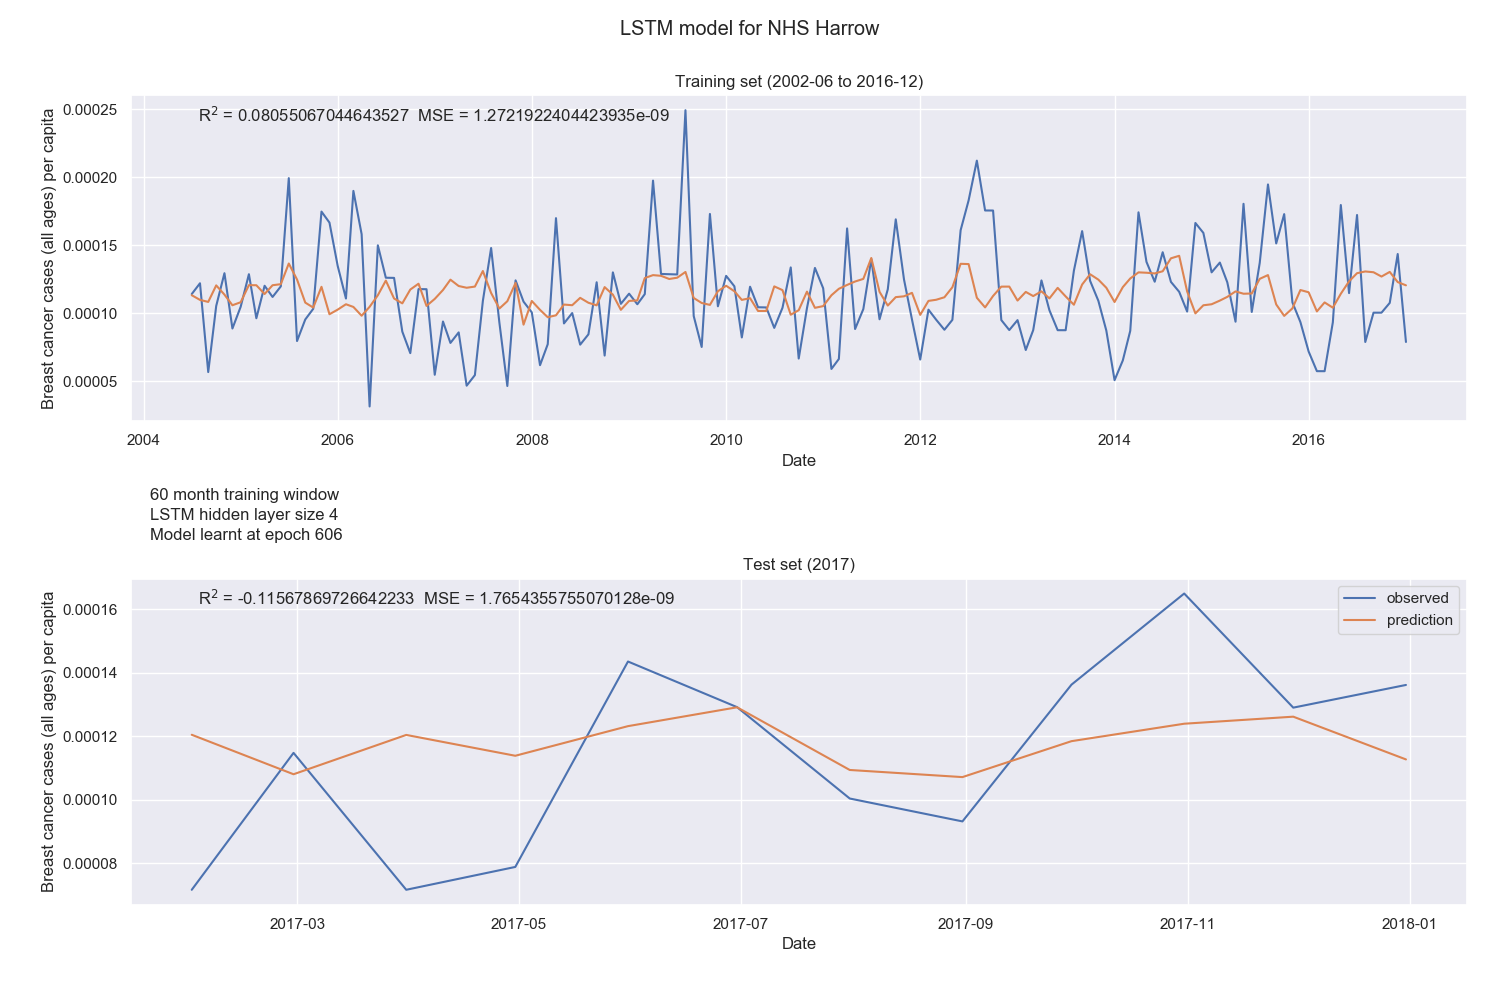 LSTM model for NHS Harrow
Training set (2002-06 to 2016-12)
R² = 0.08055067044643527 MSE = 1.2721922404423935e-09
Breast cancer cases (all ages) per capita
0.00025
0.00020
0.00015
0.00010
0.00005
2004 2006 2008 2010 2012 2014 2016
Date
60 month training window
LSTM hidden layer size 4
Model learnt at epoch 606
Test set (2017)
R² = -0.11567869726642233 MSE = 1.7654355755070128e-09
observed
prediction
Breast cancer cases (all ages) per capita
0.00016
0.00014
0.00012
0.00010
0.00008
2017-03 2017-05 2017-07 2017-09 2017-11 2018-01
Date